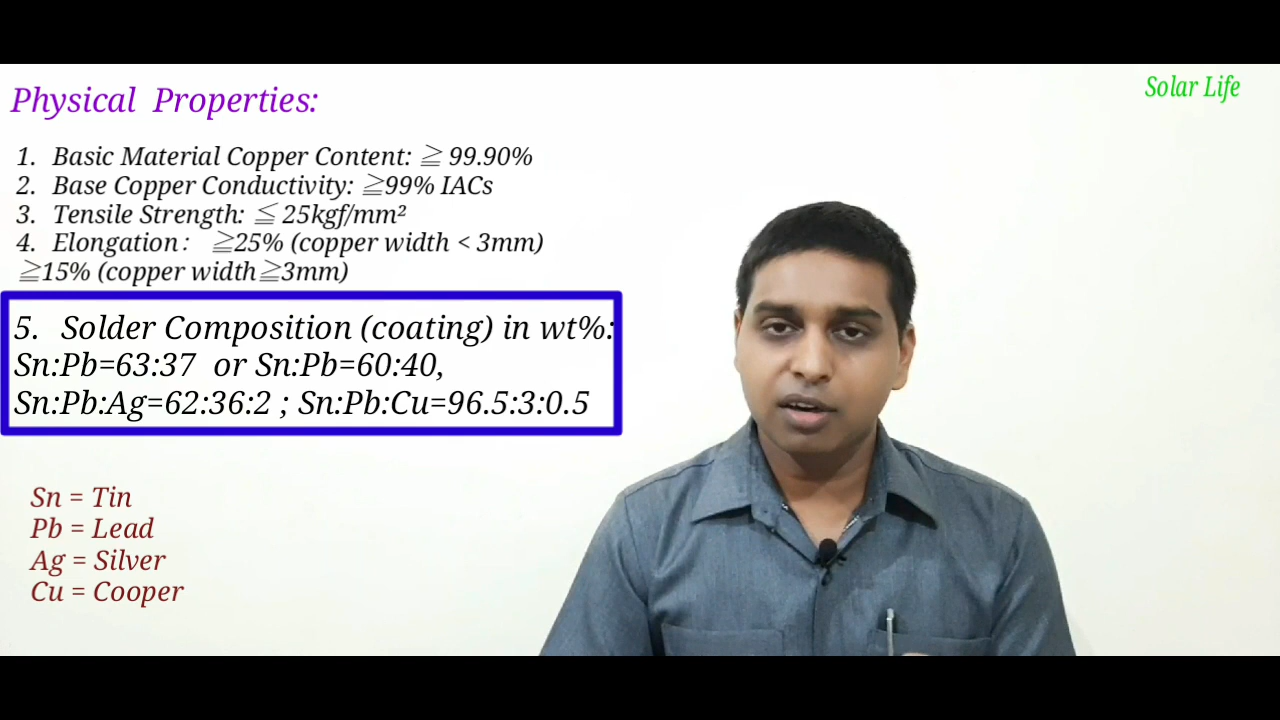 Physical Properties:
Solar Life
1. Basic Material Copper Content: ≧ 99.90%
2. Base Copper Conductivity: ≧99% IACs
3. Tensile Strength: ≦ 25kgf/mm²
4. Elongation： ≧25% (copper width < 3mm)
≧15% (copper width≧3mm)
5. Solder Composition (coating) in wt%:
Sn:Pb=63:37 or Sn:Pb=60:40,
Sn:Pb:Ag=62:36:2 ; Sn:Pb:Cu=96.5:3:0.5
Sn = Tin
Pb = Lead
Ag = Silver
Cu = Cooper